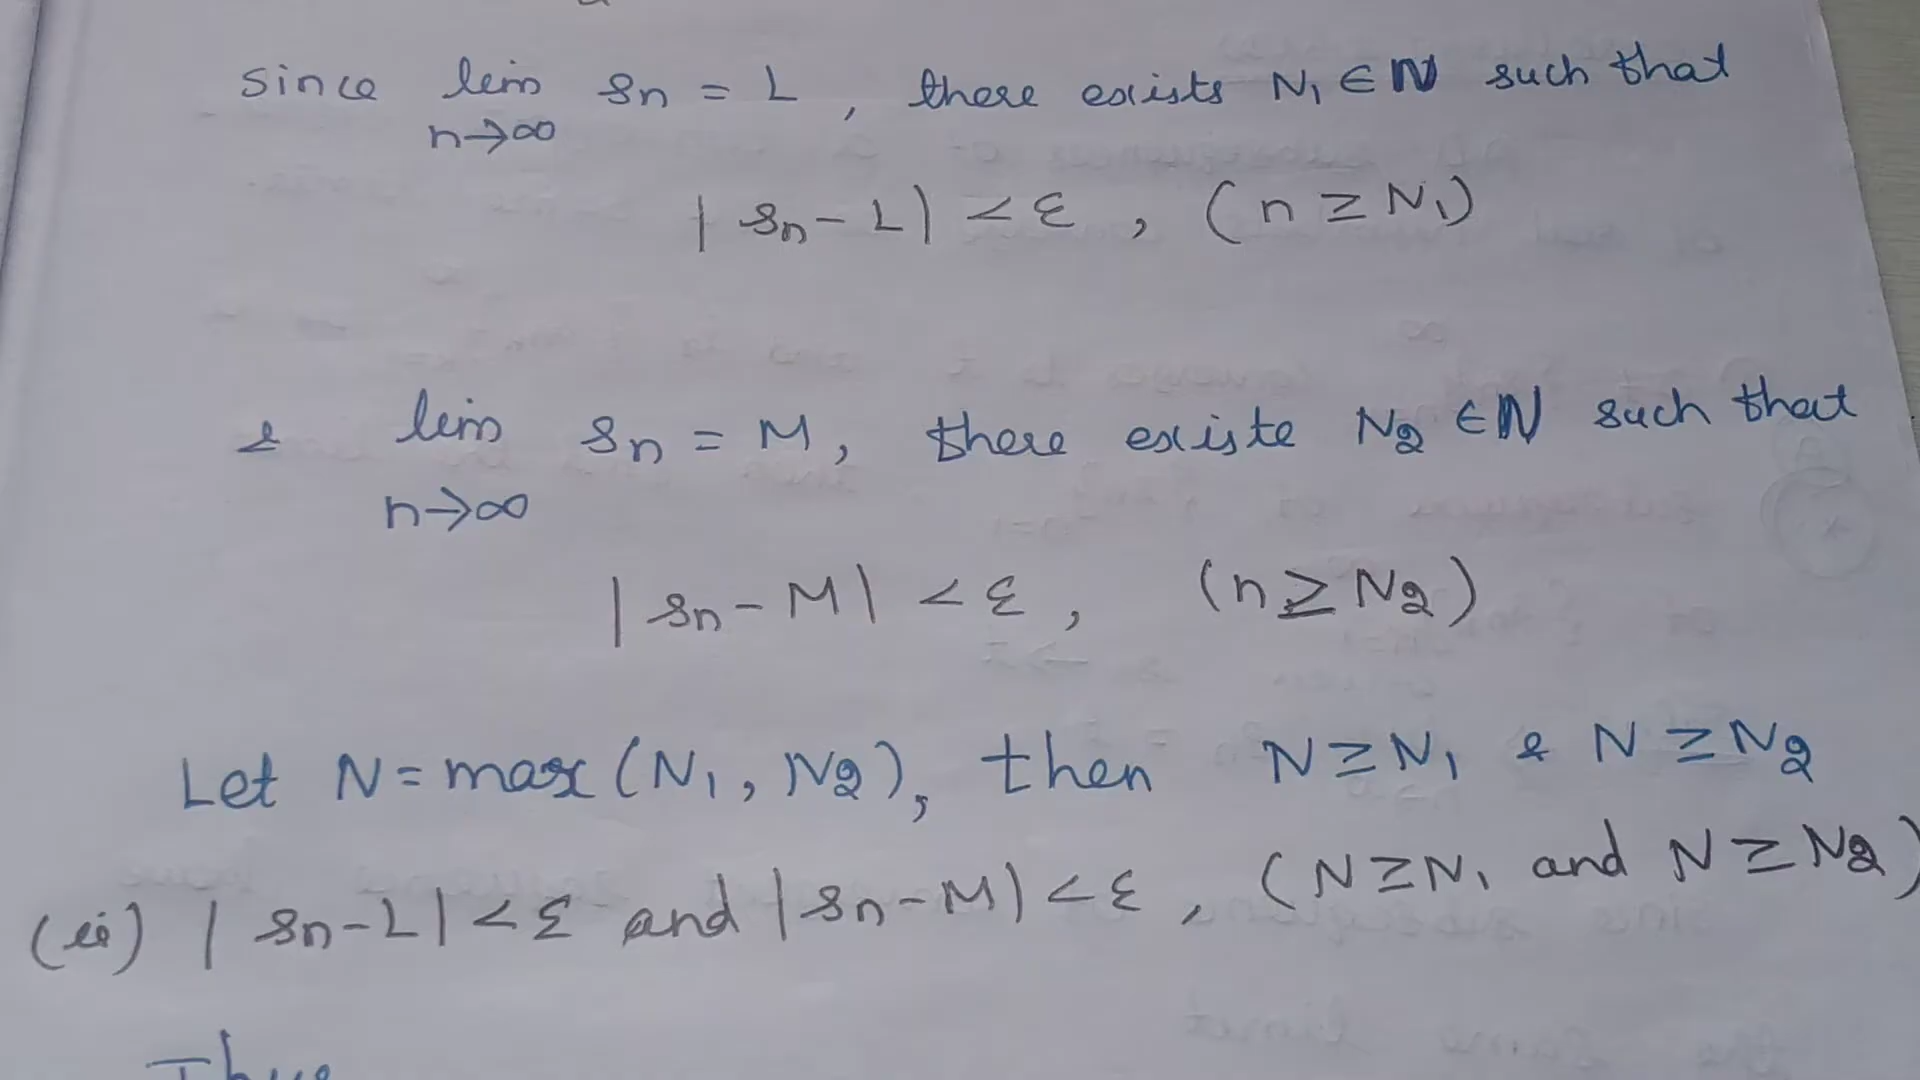 since lim sn = L, there exists N₁ ∈ ℕ such that
n→∞
|sn - L| < ε, (n ≥ N₁)
& lim sn = M, there existe N₂ ∈ ℕ such that
n→∞
|sn - M| < ε, (n ≥ N₂)
Let N = max (N₁, N₂), then N ≥ N₁ & N ≥ N₂
(ie) |sn - L| < ε and |sn - M| < ε, (N ≥ N₁ and N ≥ N₂)
Thus